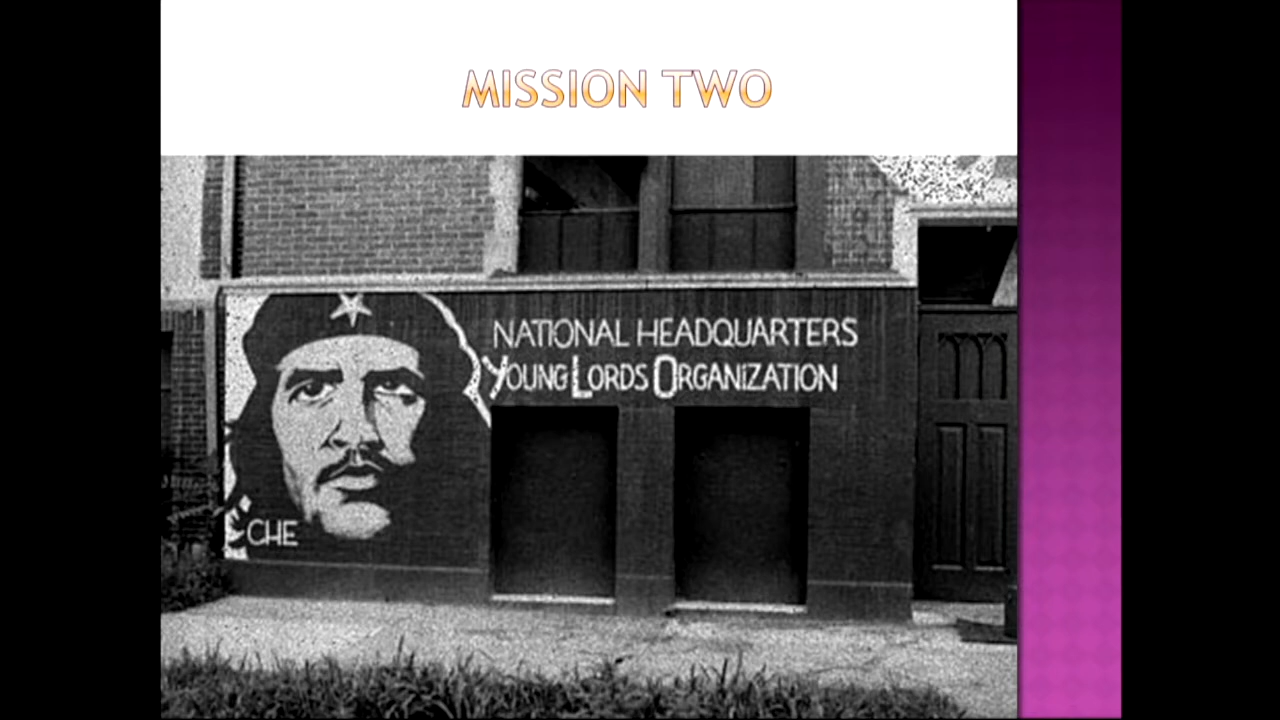 MISSION TWO
NATIONAL HEADQUARTERS
YOUNG LORDS ORGANIZATION
CHE